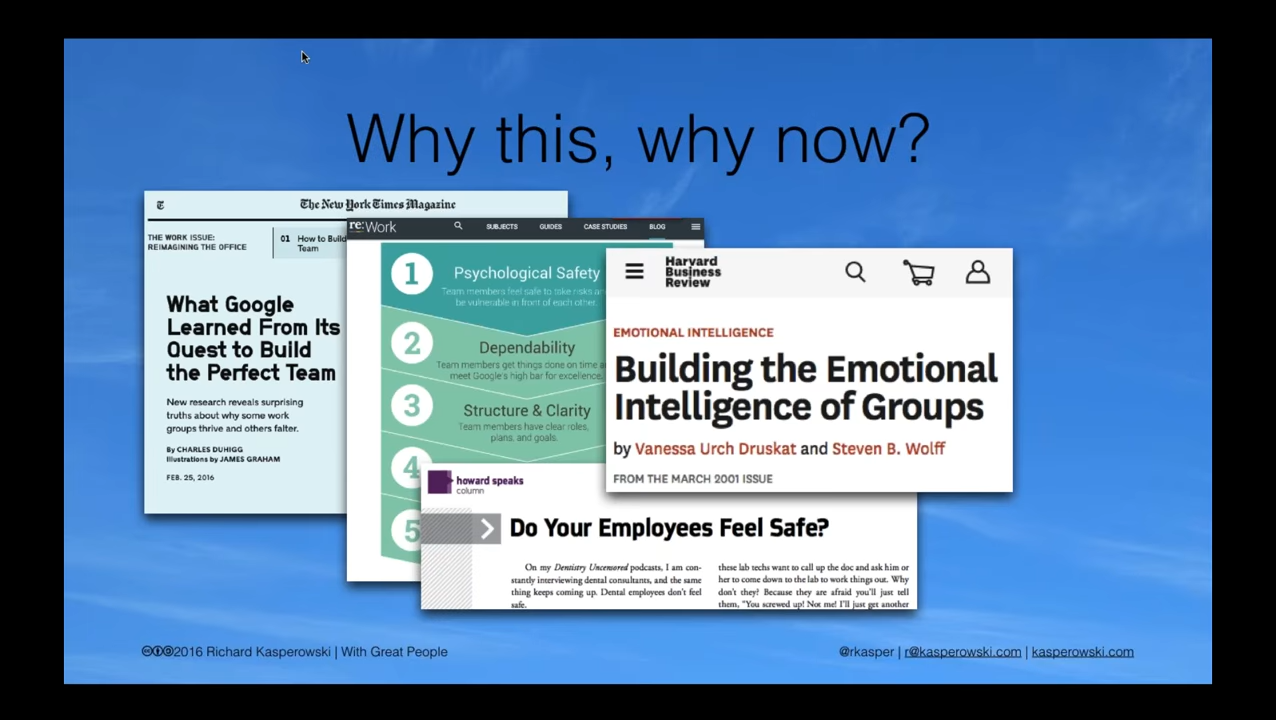 Why this, why now?
The New York Times Magazine
THE WORK ISSUE:
REIMAGINING THE OFFICE
01 How to Build
Team
What Google
Learned From Its
Quest to Build
the Perfect Team
New research reveals surprising
truths about why some work
groups thrive and others falter.
By CHARLES DUHIGG
Illustrations by JAMES GRAHAM
FEB. 25, 2016
re:Work
SUBJECTS GUIDES CASE STUDIES BLOG
1
Psychological Safety
Team members feel safe to take risks
be vulnerable in front of each other.
2
Dependability
Team members get things done on time
meet Google's high bar for excellence.
3
Structure & Clarity
Team members have clear roles,
plans, and goals.
4
5
Harvard
Business
Review
EMOTIONAL INTELLIGENCE
Building the Emotional
Intelligence of Groups
by Vanessa Urch Druskat and Steven B. Wolff
FROM THE MARCH 2001 ISSUE
howard speaks
column
Do Your Employees Feel Safe?
On my Dentistry Uncensored podcasts, I am con-
stantly interviewing dental consultants, and the same
thing keeps coming up. Dental employees don't feel
safe.
these lab techs want to call up the doc and ask him or
her to come down to the lab to work things out. Why
don't they? Because they are afraid you'll just tell
them, "You screwed up! Not me! I'll just get another
2016 Richard Kasperowski | With Great People
@rkasper | r@kasperowski.com | kasperowski.com